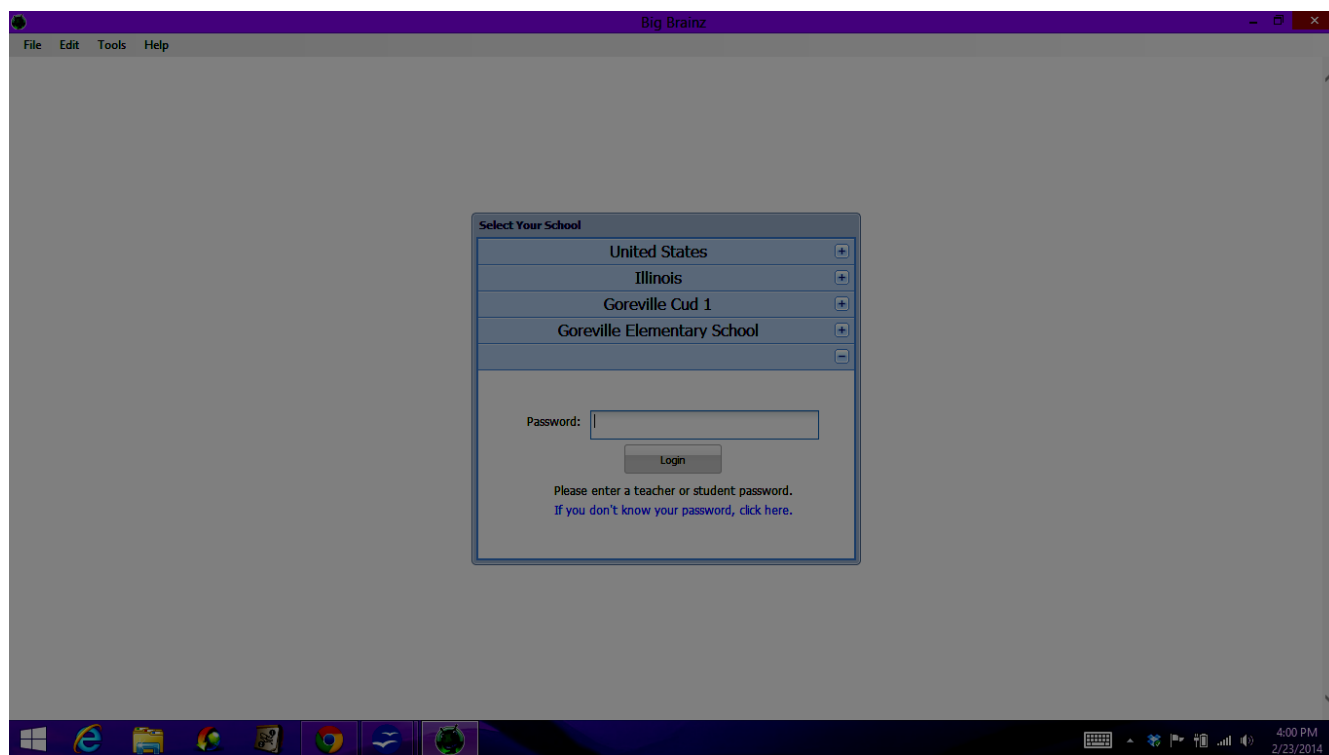 Big Brainz
File Edit Tools Help
Select Your School
United States
Illinois
Goreville Cud 1
Goreville Elementary School
Password:
Login
Please enter a teacher or student password.
If you don't know your password, click here.
4:00 PM
2/23/2014